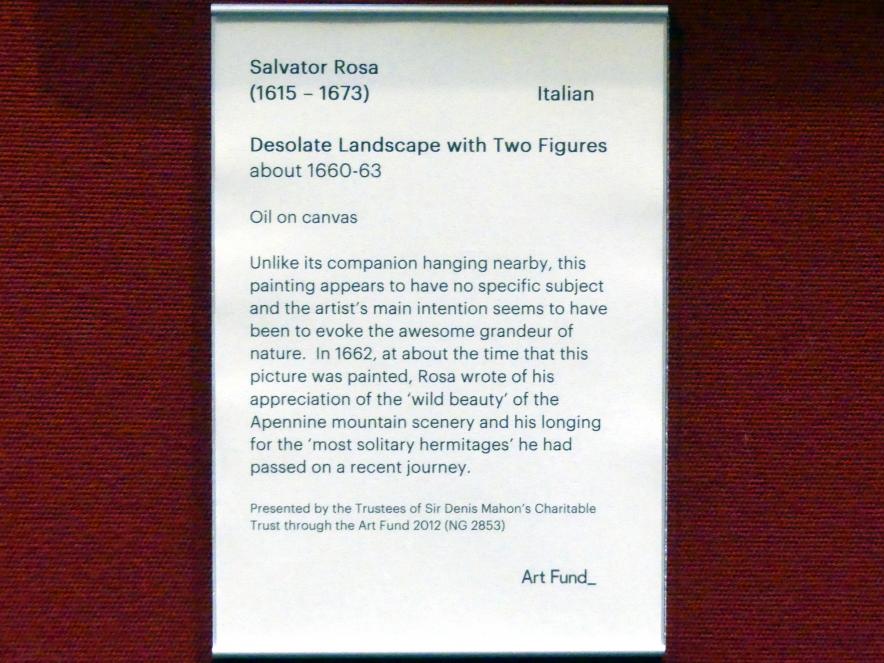 Salvator Rosa
(1615 – 1673) Italian
Desolate Landscape with Two Figures
about 1660-63
Oil on canvas
Unlike its companion hanging nearby, this
painting appears to have no specific subject
and the artist's main intention seems to have
been to evoke the awesome grandeur of
nature.  In 1662, at about the time that this
picture was painted, Rosa wrote of his
appreciation of the ‘wild beauty’ of the
Apennine mountain scenery and his longing
for the ‘most solitary hermitages’ he had
passed on a recent journey.
Presented by the Trustees of Sir Denis Mahon's Charitable
Trust through the Art Fund 2012 (NG 2853)
Art Fund_